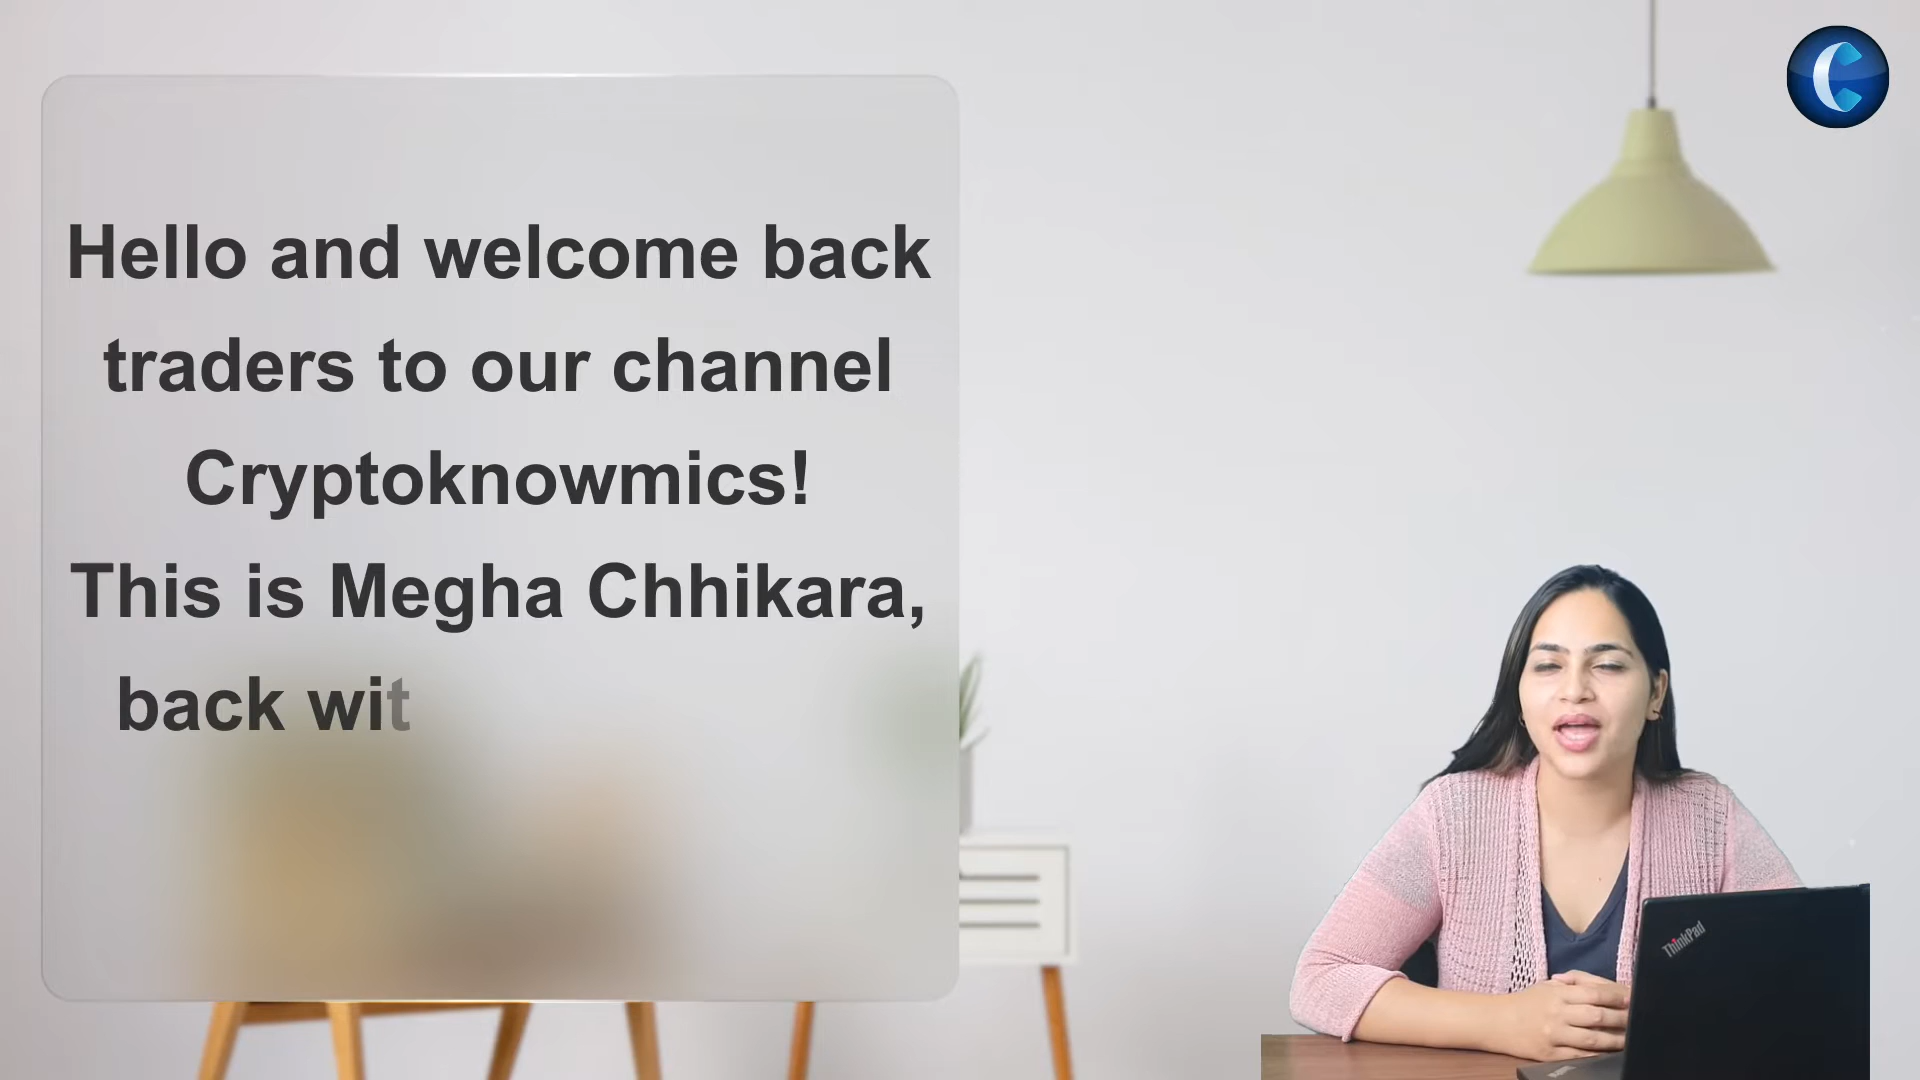 Hello and welcome back
traders to our channel
Cryptoknowmics!
This is Megha Chhikara,
back wit
ThinkPad